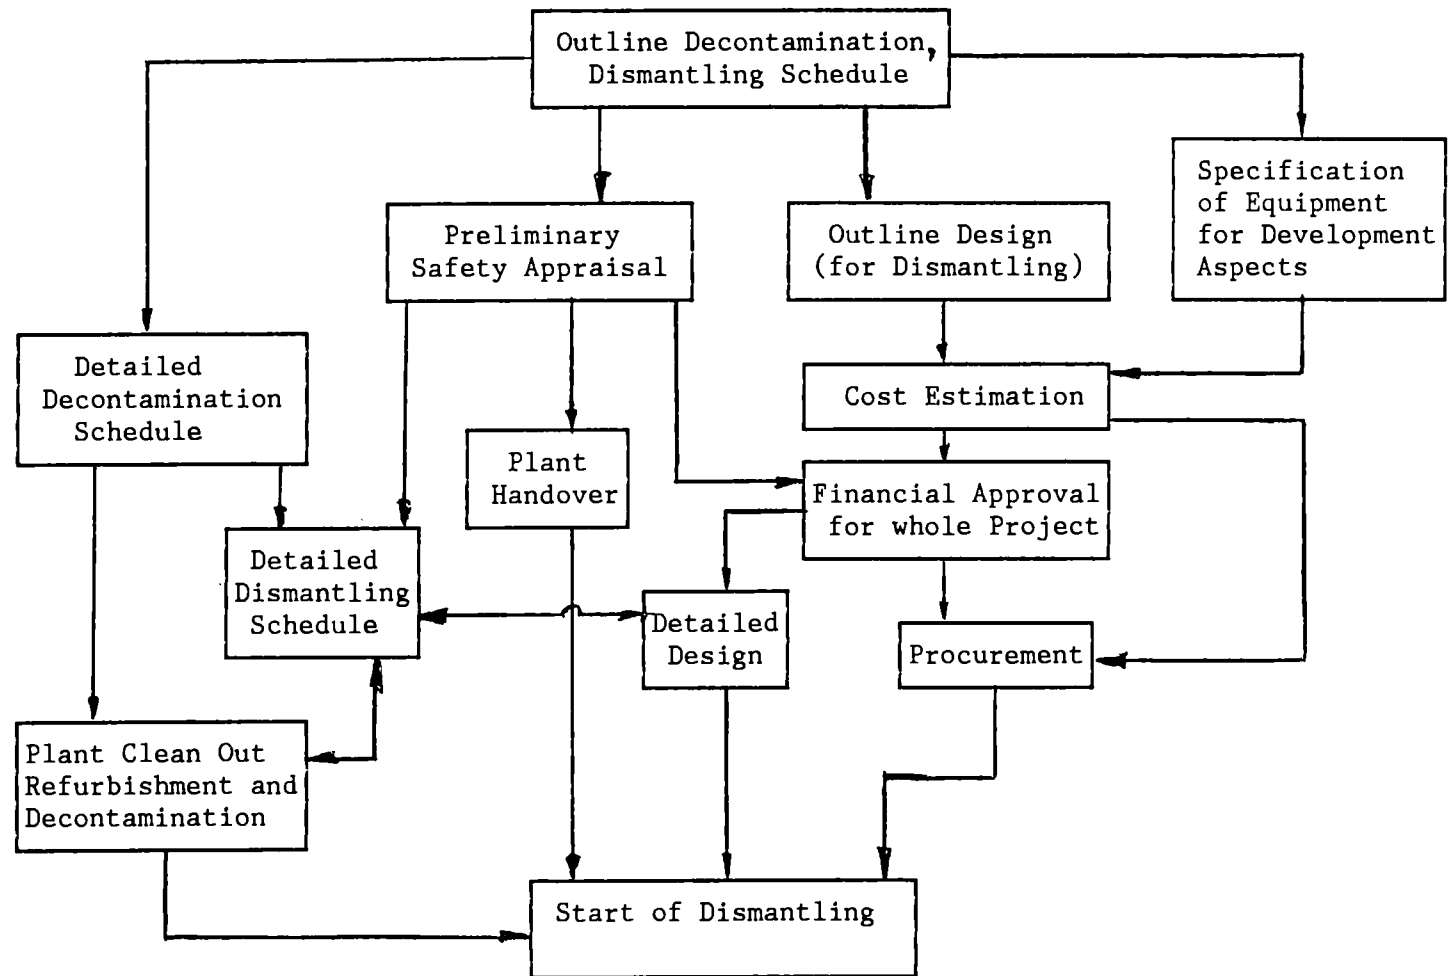 Outline Decontamination,
Dismantling Schedule
Specification
of Equipment
for Development
Aspects
Preliminary
Safety Appraisal
Outline Design
(for Dismantling)
Detailed
Decontamination
Schedule
Cost Estimation
Plant
Handover
Financial Approval
for whole Project
Detailed
Dismantling
Schedule
Detailed
Design
Procurement
Plant Clean Out
Refurbishment and
Decontamination
Start of Dismantling